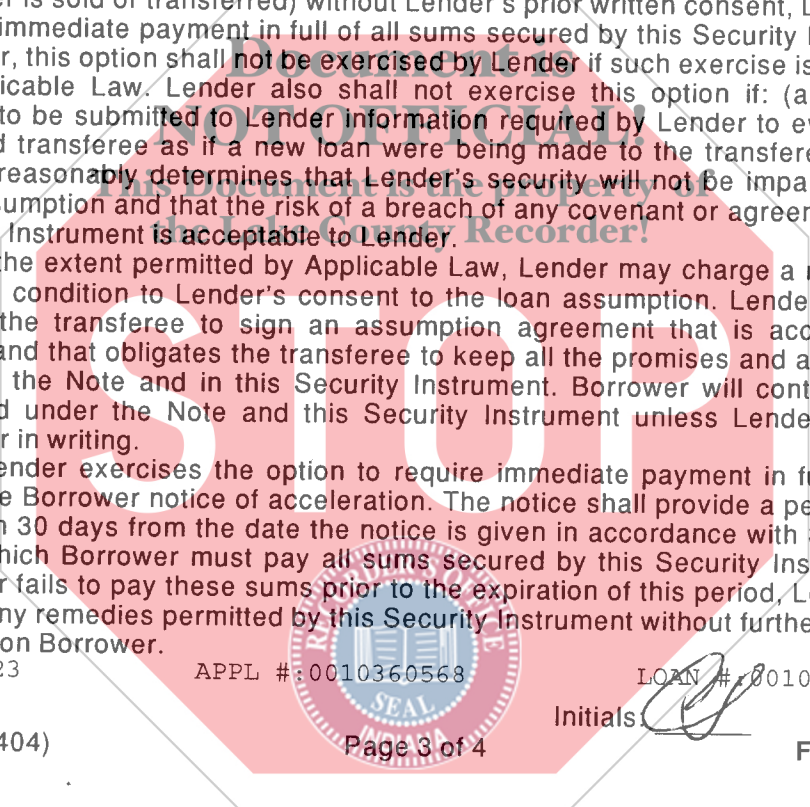 er is sold or transferred) without Lender's prior written consent, L
immediate payment in full of all sums secured by this Security I
r, this option shall not be exercised by Lender if such exercise is
icable Law. Lender also shall not exercise this option if: (a
to be submitted to Lender information required by Lender to ev
d transferee as if a new loan were being made to the transfere
reasonably determines that Lender's security will not be impa
sumption and that the risk of a breach of any covenant or agreer
Instrument is acceptable to Lender.
the extent permitted by Applicable Law, Lender may charge a r
condition to Lender's consent to the loan assumption. Lende
the transferee to sign an assumption agreement that is acc
and that obligates the transferee to keep all the promises and a
the Note and in this Security Instrument. Borrower will cont
d under the Note and this Security Instrument unless Lende
r in writing.
ender exercises the option to require immediate payment in fu
e Borrower notice of acceleration. The notice shall provide a pe
n 30 days from the date the notice is given in accordance with
hich Borrower must pay all sums secured by this Security Ins
r fails to pay these sums prior to the expiration of this period, L
ny remedies permitted by this Security Instrument without furthe
on Borrower.
23 APPL #:0010360568 LOAN #:0010
Initials:
404) Page 3 of 4 F
Document is
NOT OFFICIAL!
This Document is the property of
the Lake County Recorder!
STOP
SEAL
INDIANA